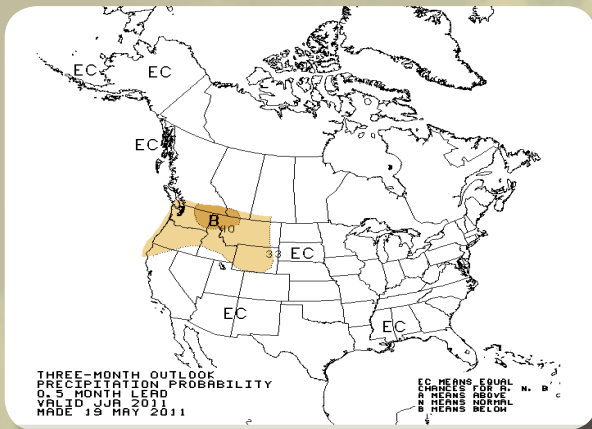 EC
EC
EC
B
40
33
EC
EC
EC
THREE-MONTH OUTLOOK
PRECIPITATION PROBABILITY
0.5 MONTH LEAD
VALID JJA 2011
MADE 19 MAY 2011
EC MEANS EQUAL
CHANCES FOR A, N, B
A MEANS ABOVE
N MEANS NORMAL
B MEANS BELOW